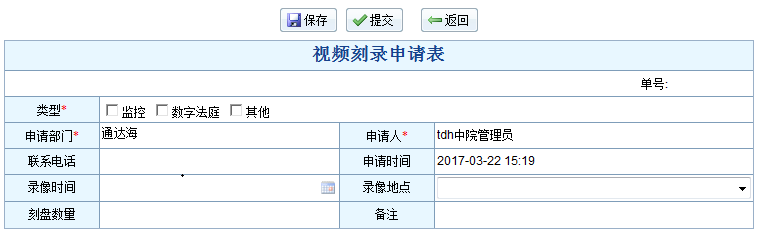 保存 提交 返回
视频刻录申请表
单号:
类型* 监控 数字法庭 其他
申请部门* 通达海 申请人* tdh中院管理员
联系电话 申请时间 2017-03-22 15:19
录像时间 录像地点
刻盘数量 备注